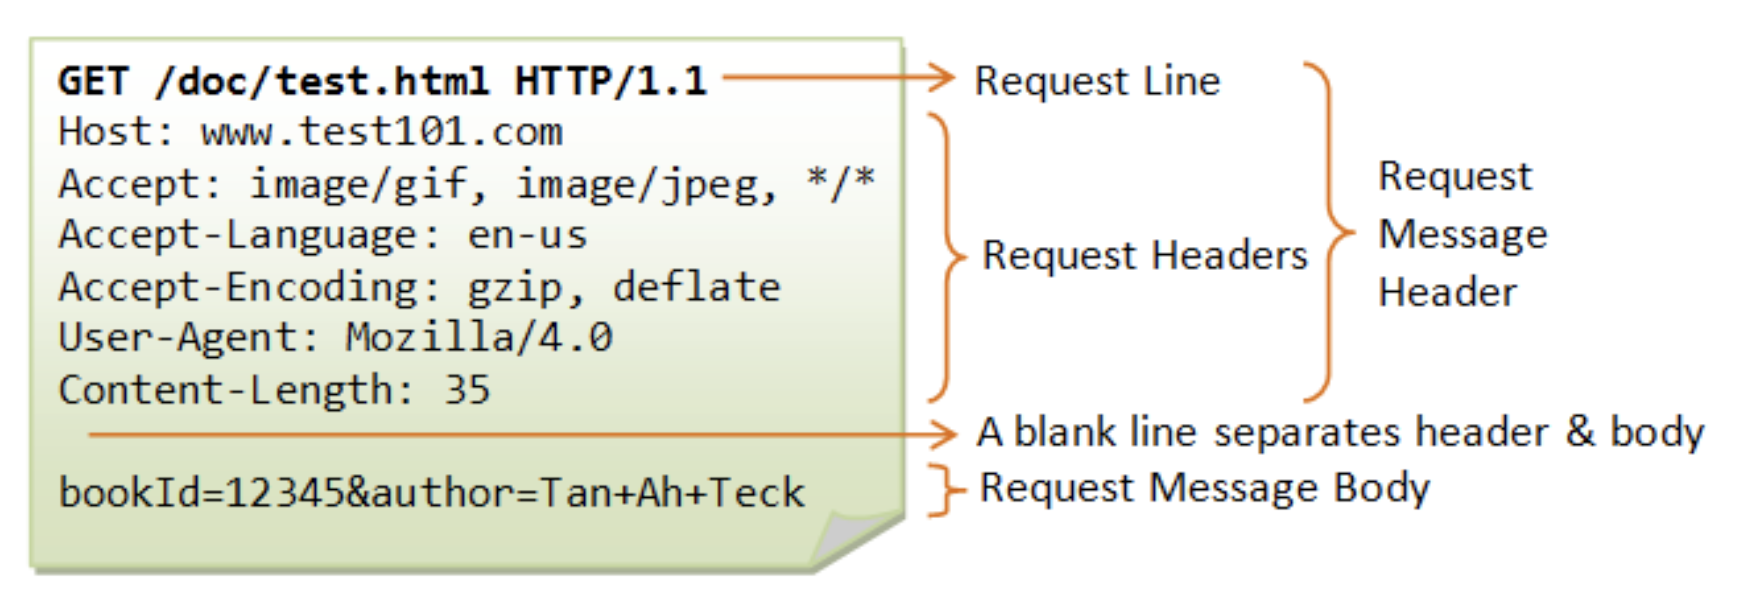 GET /doc/test.html HTTP/1.1
Host: www.test101.com
Accept: image/gif, image/jpeg, */*
Accept-Language: en-us
Accept-Encoding: gzip, deflate
User-Agent: Mozilla/4.0
Content-Length: 35
bookId=12345&author=Tan+Ah+Teck
Request Line
Request Headers
Request
Message
Header
A blank line separates header & body
Request Message Body